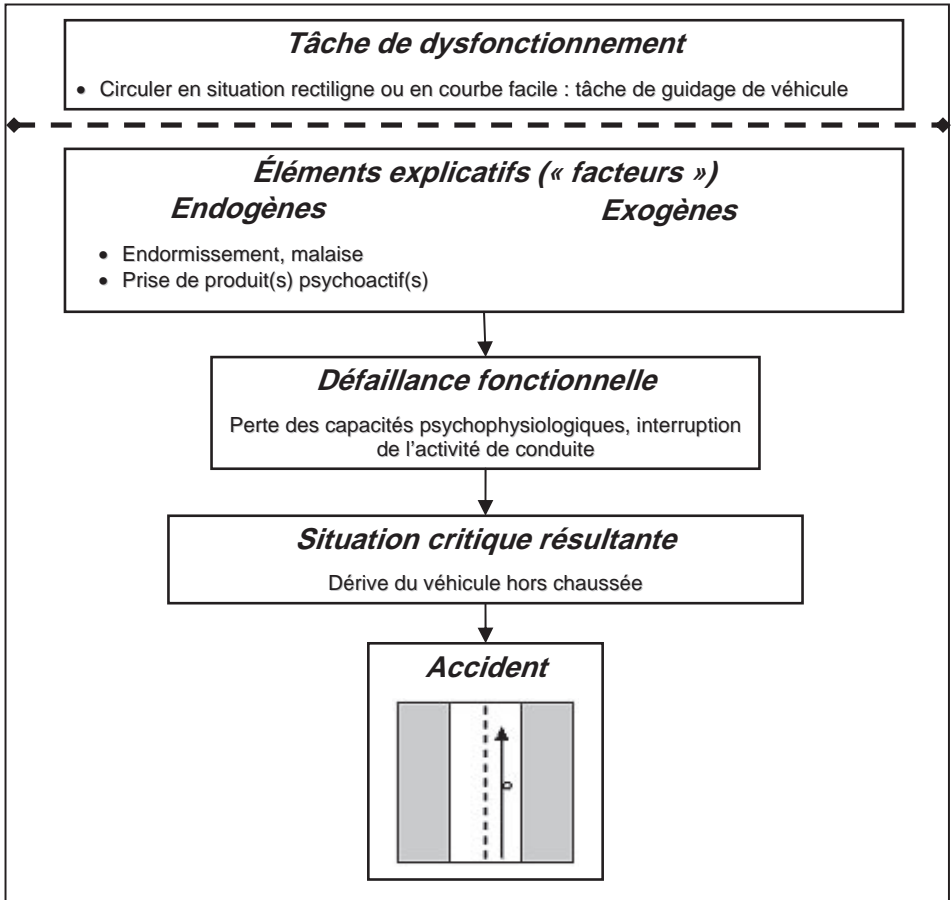 Tâche de dysfonctionnement
• Circuler en situation rectiligne ou en courbe facile : tâche de guidage de véhicule
Éléments explicatifs (« facteurs »)
Endogènes Exogènes
• Endormissement, malaise
• Prise de produit(s) psychoactif(s)
Défaillance fonctionnelle
Perte des capacités psychophysiologiques, interruption
de l’activité de conduite
Situation critique résultante
Dérive du véhicule hors chaussée
Accident